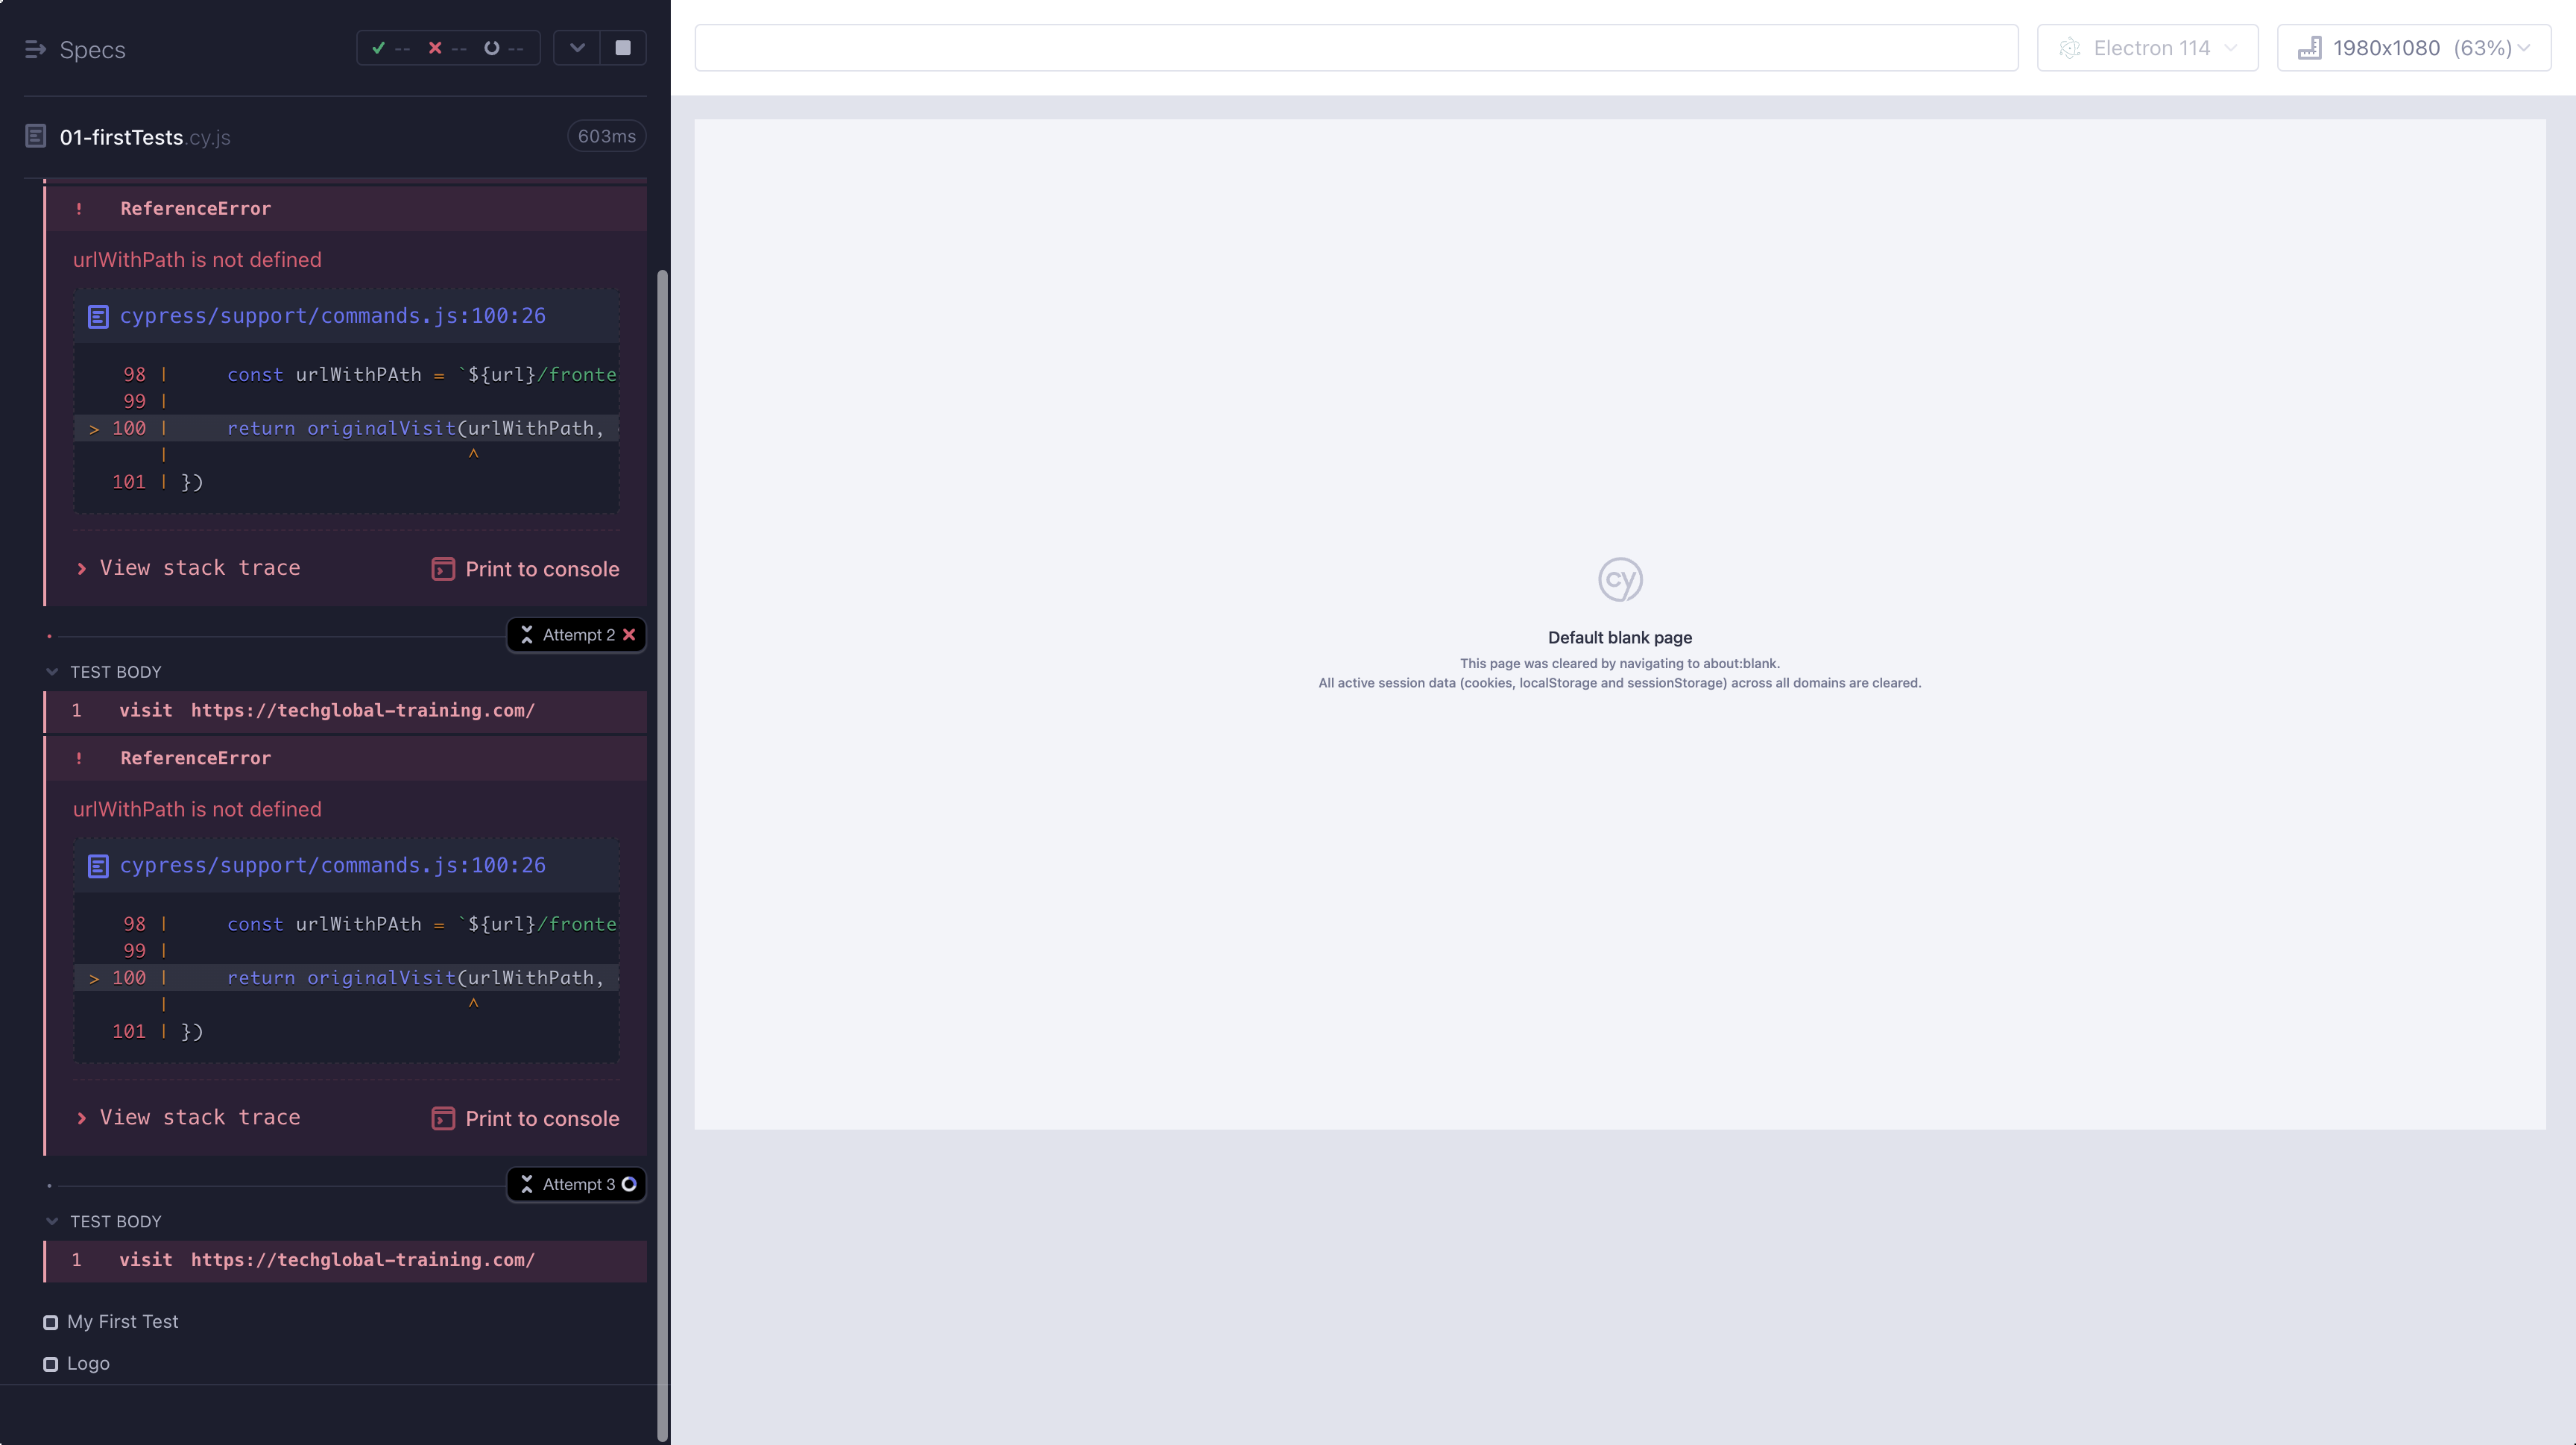 Specs
-- -- --
01-firstTests.cy.js 603ms
! ReferenceError
urlWithPath is not defined
cypress/support/commands.js:100:26
98 | const urlWithPAth = `${url}/fronte
99 |
> 100 | return originalVisit(urlWithPath,
| ^
101 | })
View stack trace Print to console
Attempt 2
TEST BODY
1 visit https://techglobal-training.com/
! ReferenceError
urlWithPath is not defined
cypress/support/commands.js:100:26
98 | const urlWithPAth = `${url}/fronte
99 |
> 100 | return originalVisit(urlWithPath,
| ^
101 | })
View stack trace Print to console
Attempt 3
TEST BODY
1 visit https://techglobal-training.com/
My First Test
Logo
Electron 114
1980x1080 (63%)
cy
Default blank page
This page was cleared by navigating to about:blank.
All active session data (cookies, localStorage and sessionStorage) across all domains are cleared.